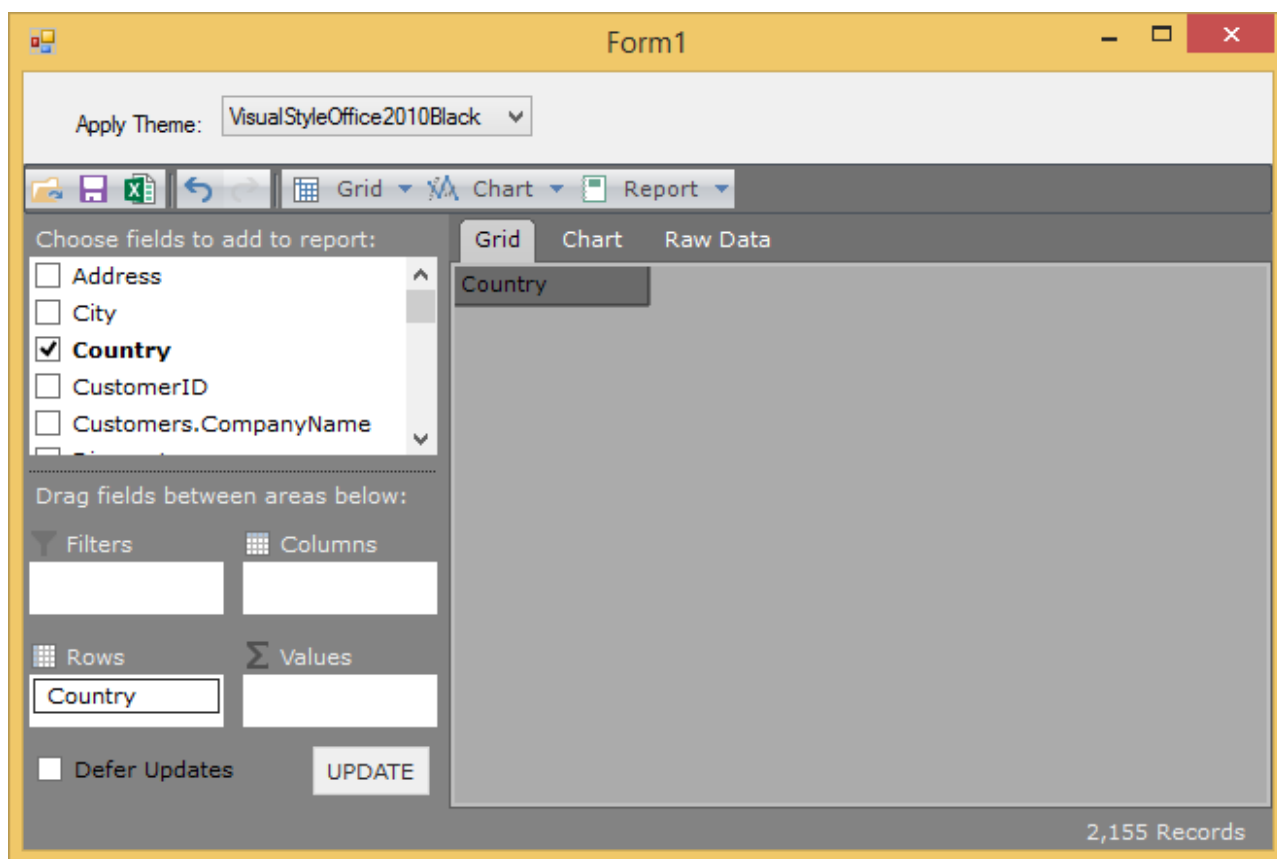 Form1
Apply Theme: VisualStyleOffice2010Black
Grid Chart Report
Choose fields to add to report:
Address
City
Country
CustomerID
Customers.CompanyName
Grid Chart Raw Data
Country
Drag fields between areas below:
Filters Columns
Rows Σ Values
Country
Defer Updates UPDATE
2,155 Records